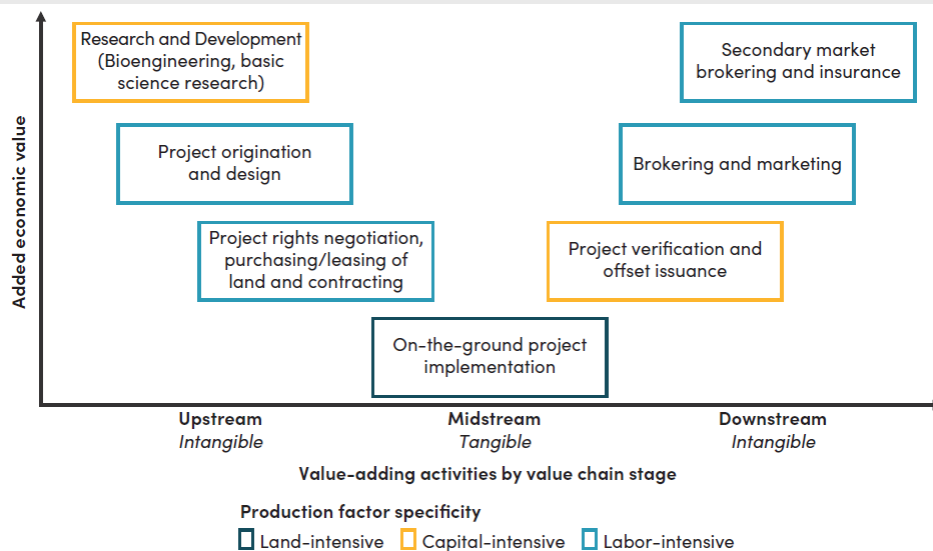 Added economic value
Research and Development
(Bioengineering, basic
science research)
Secondary market
brokering and insurance
Project origination
and design
Brokering and marketing
Project rights negotiation,
purchasing/leasing of
land and contracting
Project verification and
offset issuance
On-the-ground project
implementation
Upstream
Intangible
Midstream
Tangible
Downstream
Intangible
Value-adding activities by value chain stage
Production factor specificity
Land-intensive
Capital-intensive
Labor-intensive